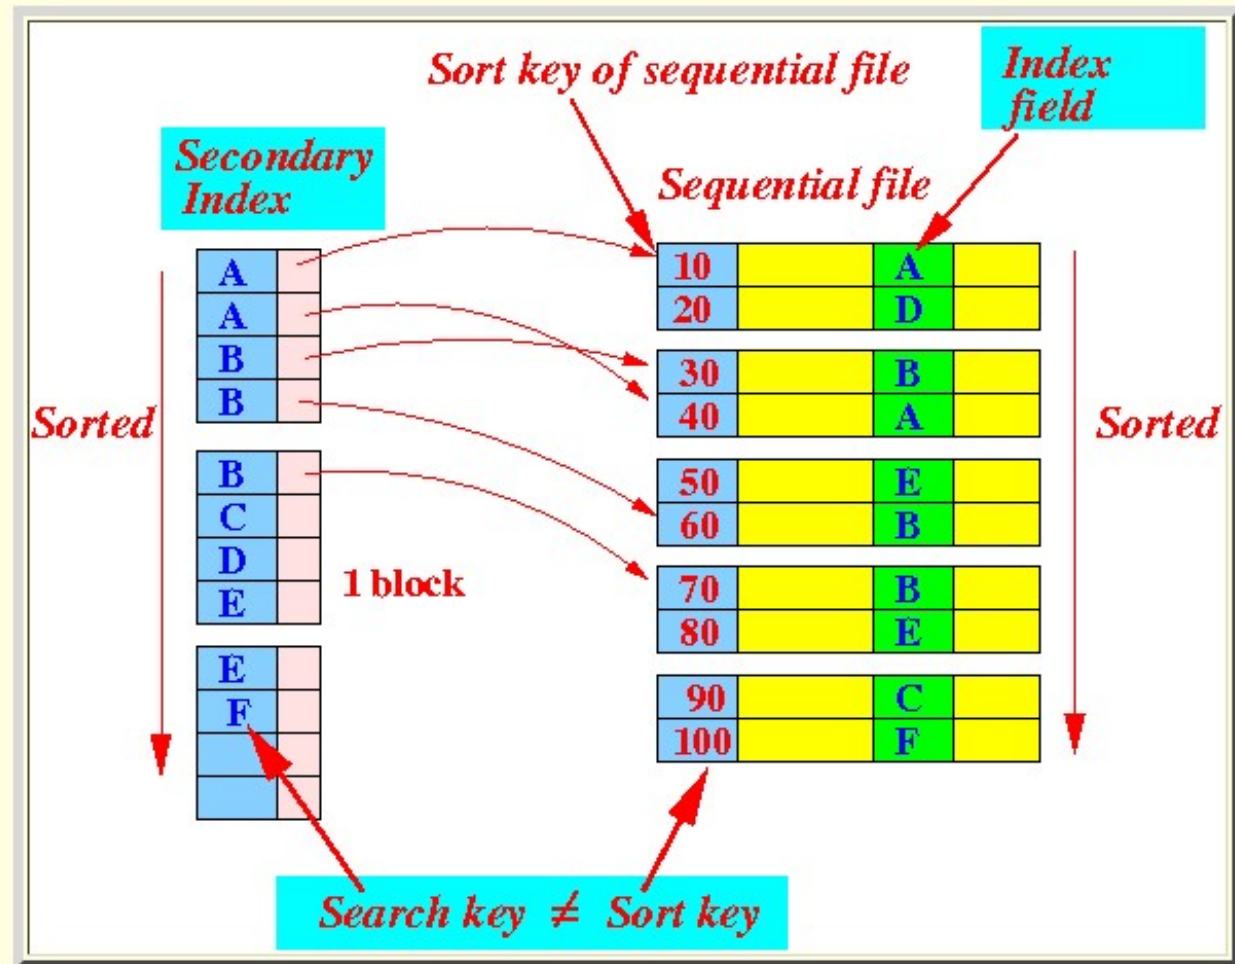 Sort key of sequential file
Index
field
Secondary
Index
Sequential file
A
A
B
B
B
C
D
E
E
F
Sorted
1 block
10 A
20 D
30 B
40 A
50 E
60 B
70 B
80 E
90 C
100 F
Sorted
Search key ≠ Sort key